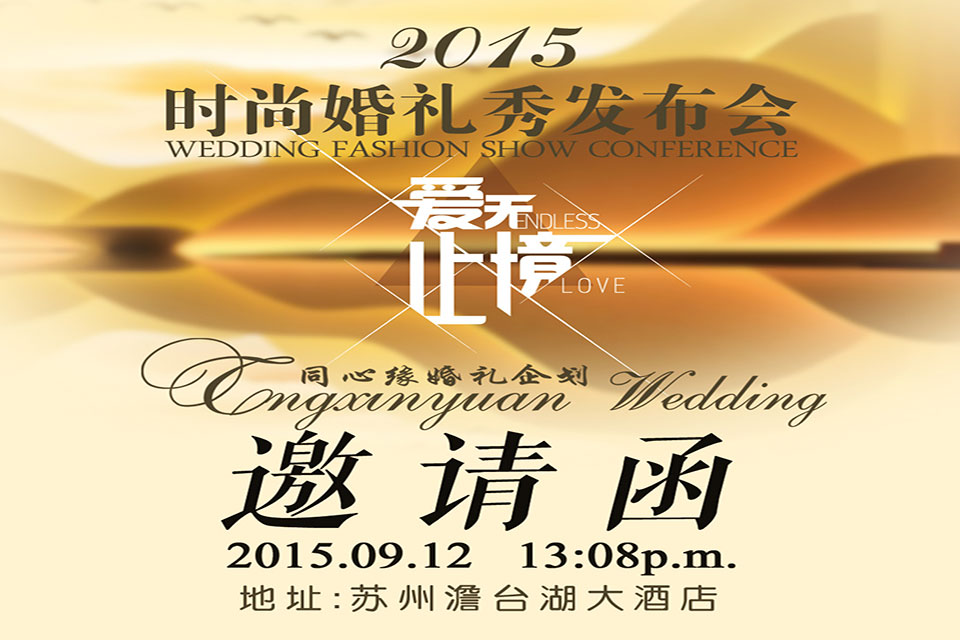 2015
时尚婚礼秀发布会
WEDDING FASHION SHOW CONFERENCE
爱无
ENDLESS
止境
LOVE
同心缘婚礼企划
Tongxinyuan Wedding
邀请函
2015.09.12 13:08p.m.
地址:苏州澹台湖大酒店